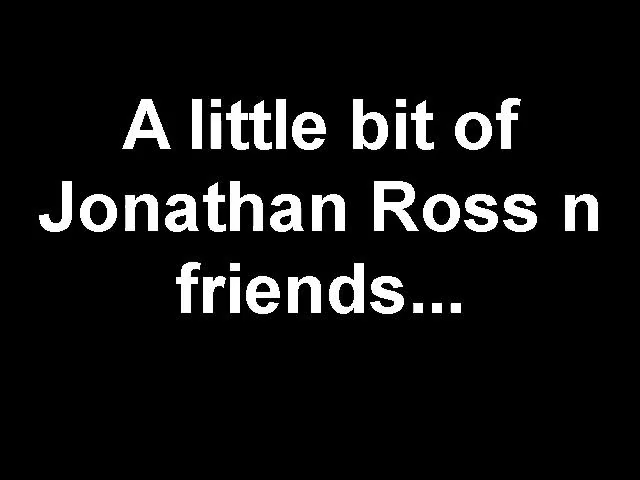 A little bit of
Jonathan Ross n
friends...